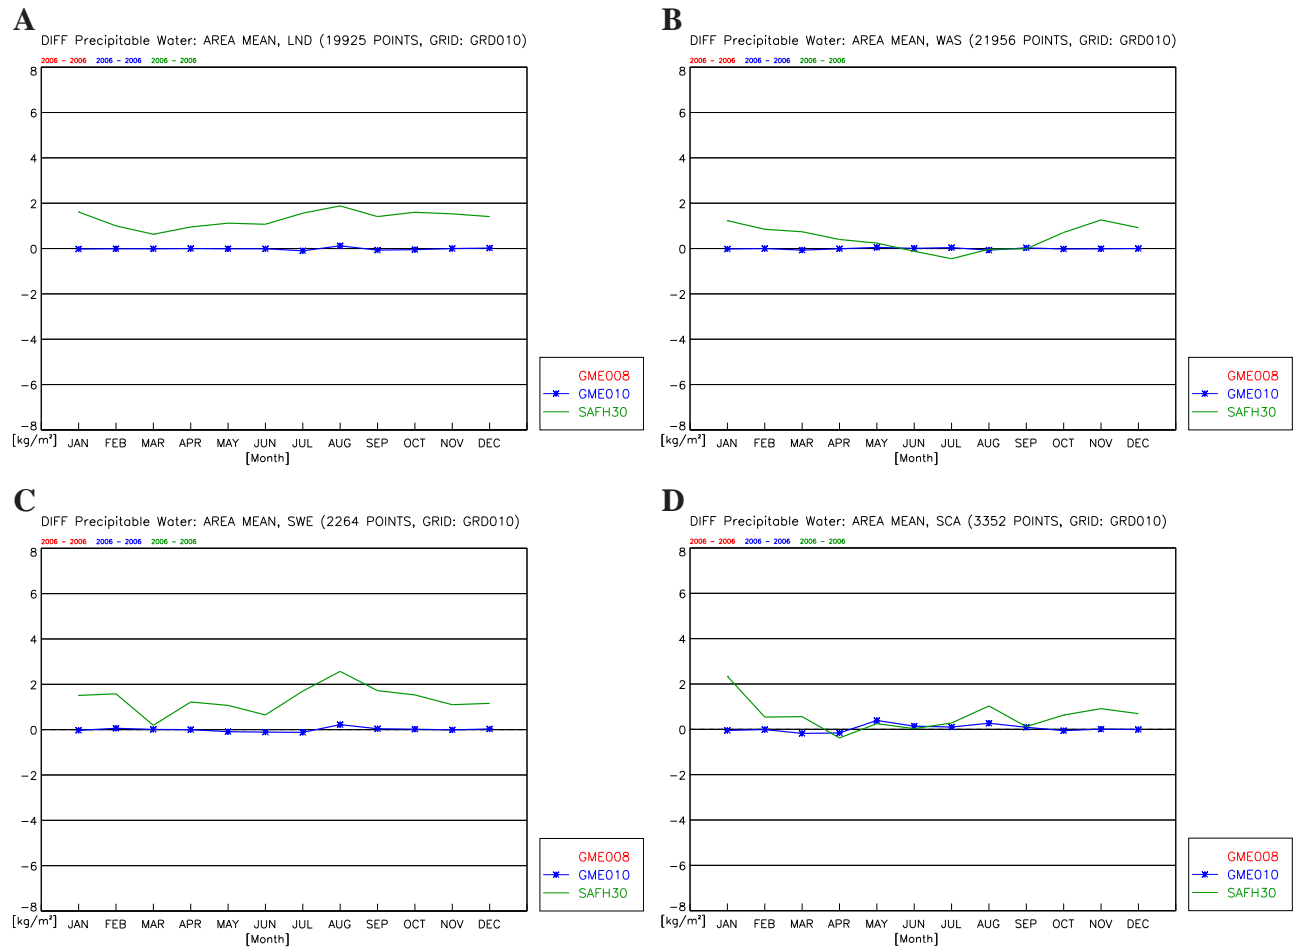 A
DIFF Precipitable Water: AREA MEAN, LND (19925 POINTS, GRID: GRD010)
2006 - 2006 2006 - 2006 2006 - 2006
8
6
4
2
0
-2
-4
-6
-8
[kg/m²]
JAN FEB MAR APR MAY JUN JUL AUG SEP OCT NOV DEC
[Month]
GME008
GME010
SAFH30
B
DIFF Precipitable Water: AREA MEAN, WAS (21956 POINTS, GRID: GRD010)
2006 - 2006 2006 - 2006 2006 - 2006
8
6
4
2
0
-2
-4
-6
-8
[kg/m²]
JAN FEB MAR APR MAY JUN JUL AUG SEP OCT NOV DEC
[Month]
GME008
GME010
SAFH30
C
DIFF Precipitable Water: AREA MEAN, SWE (2264 POINTS, GRID: GRD010)
2006 - 2006 2006 - 2006 2006 - 2006
8
6
4
2
0
-2
-4
-6
-8
[kg/m²]
JAN FEB MAR APR MAY JUN JUL AUG SEP OCT NOV DEC
[Month]
GME008
GME010
SAFH30
D
DIFF Precipitable Water: AREA MEAN, SCA (3352 POINTS, GRID: GRD010)
2006 - 2006 2006 - 2006 2006 - 2006
8
6
4
2
0
-2
-4
-6
-8
[kg/m²]
JAN FEB MAR APR MAY JUN JUL AUG SEP OCT NOV DEC
[Month]
GME008
GME010
SAFH30